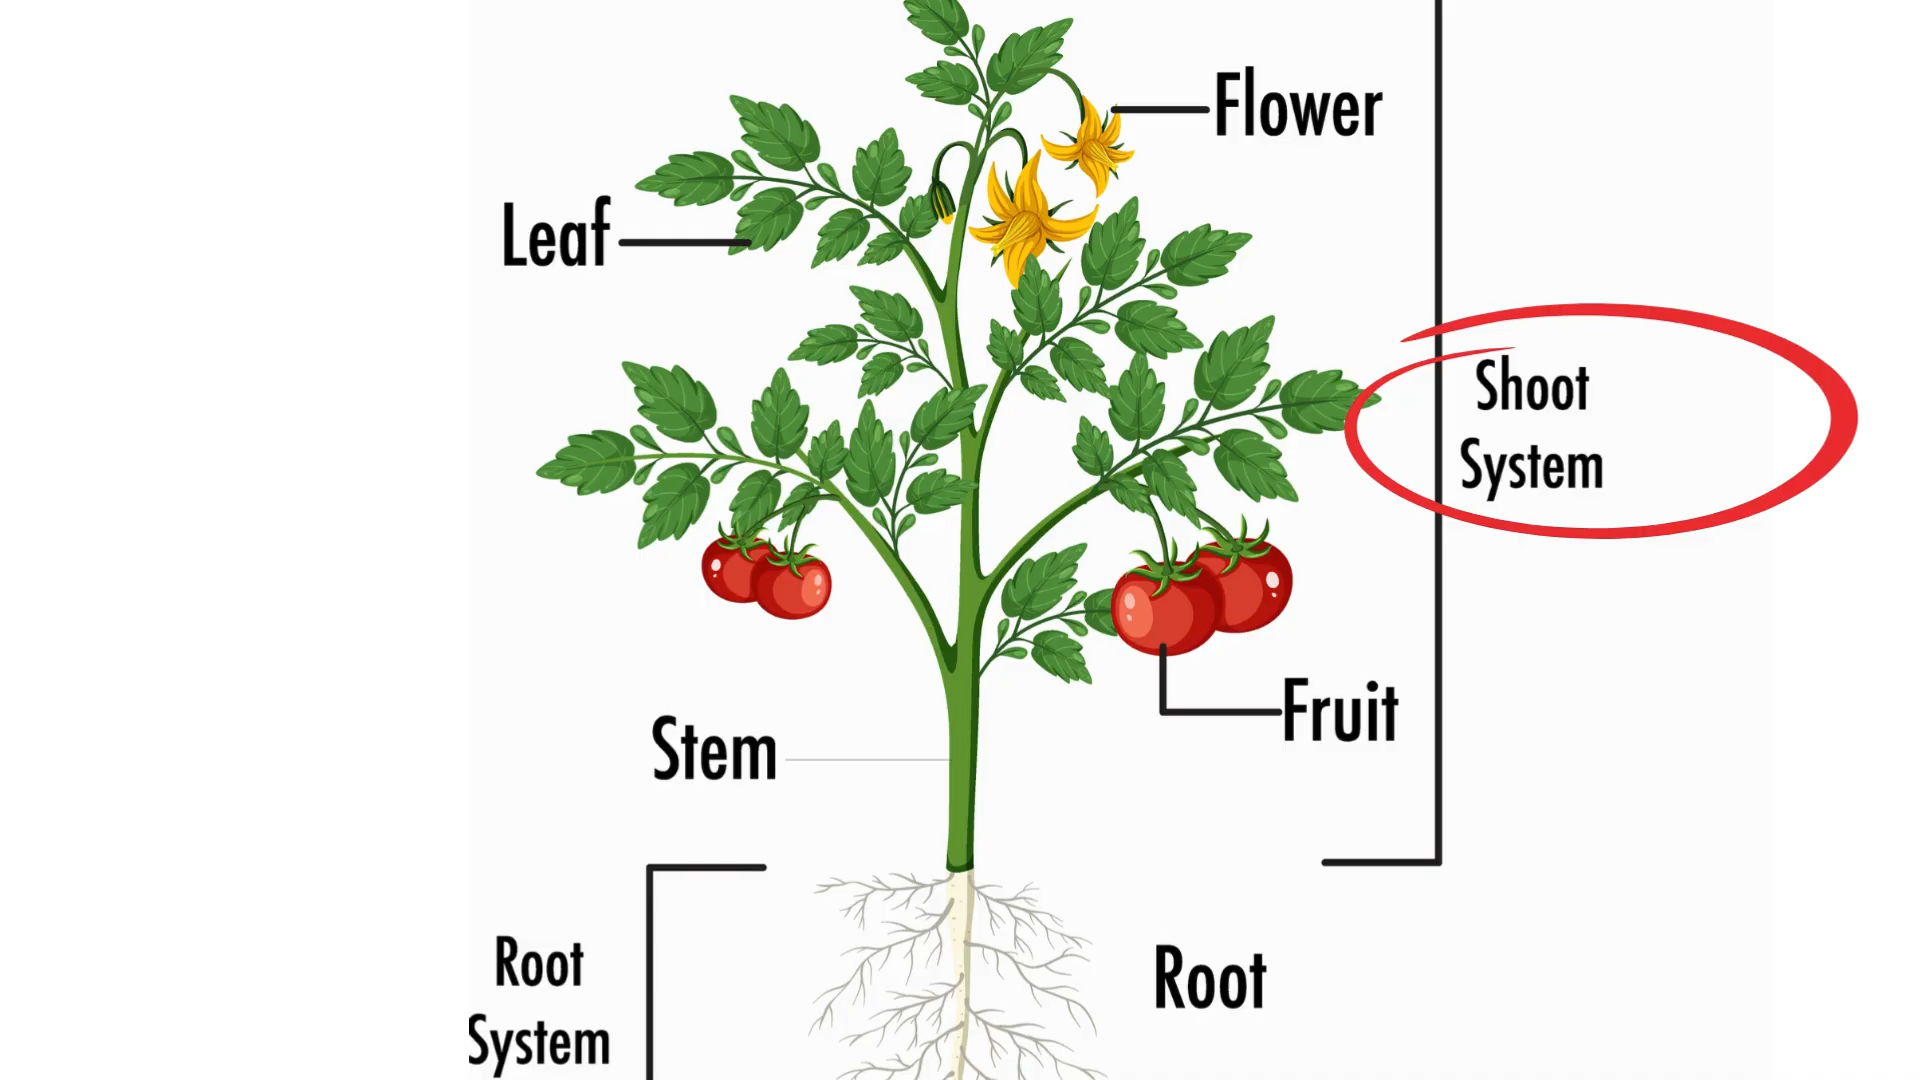 Flower
Leaf
Shoot
System
Fruit
Stem
Root
System
Root